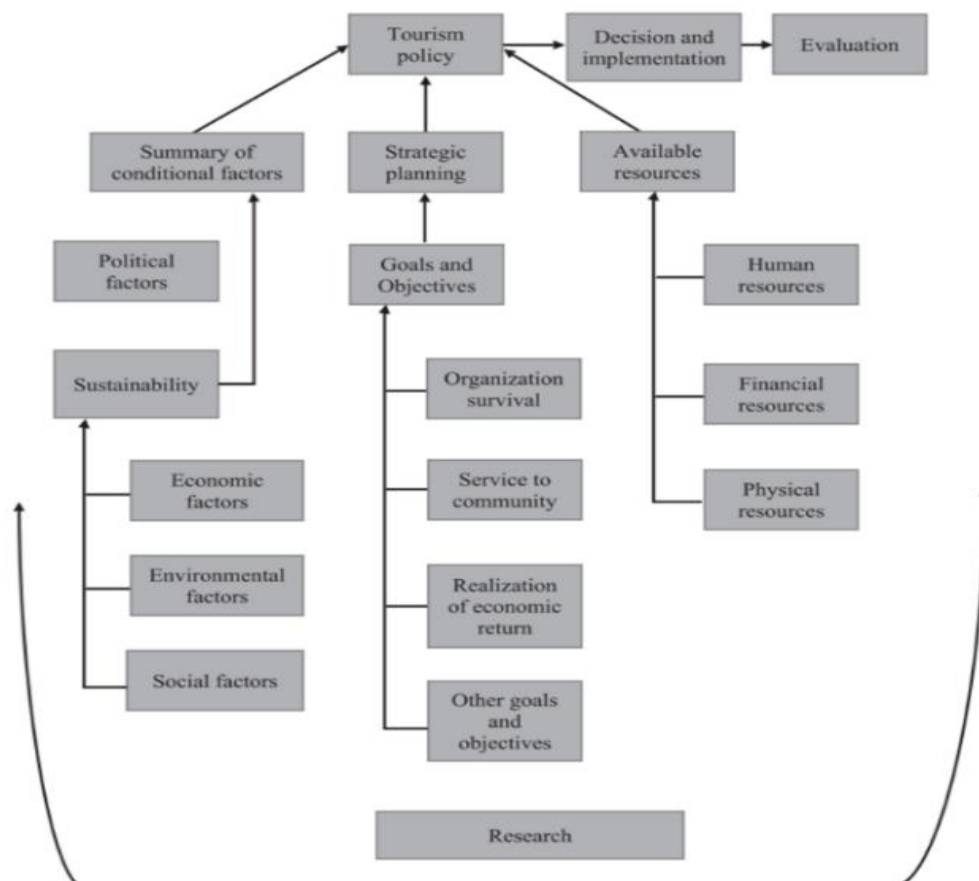 Tourism
policy
Decision and
implementation
Evaluation
Summary of
conditional factors
Strategic
planning
Available
resources
Political
factors
Goals and
Objectives
Human
resources
Sustainability
Organization
survival
Financial
resources
Economic
factors
Service to
community
Physical
resources
Environmental
factors
Realization
of economic
return
Social factors
Other goals
and
objectives
Research